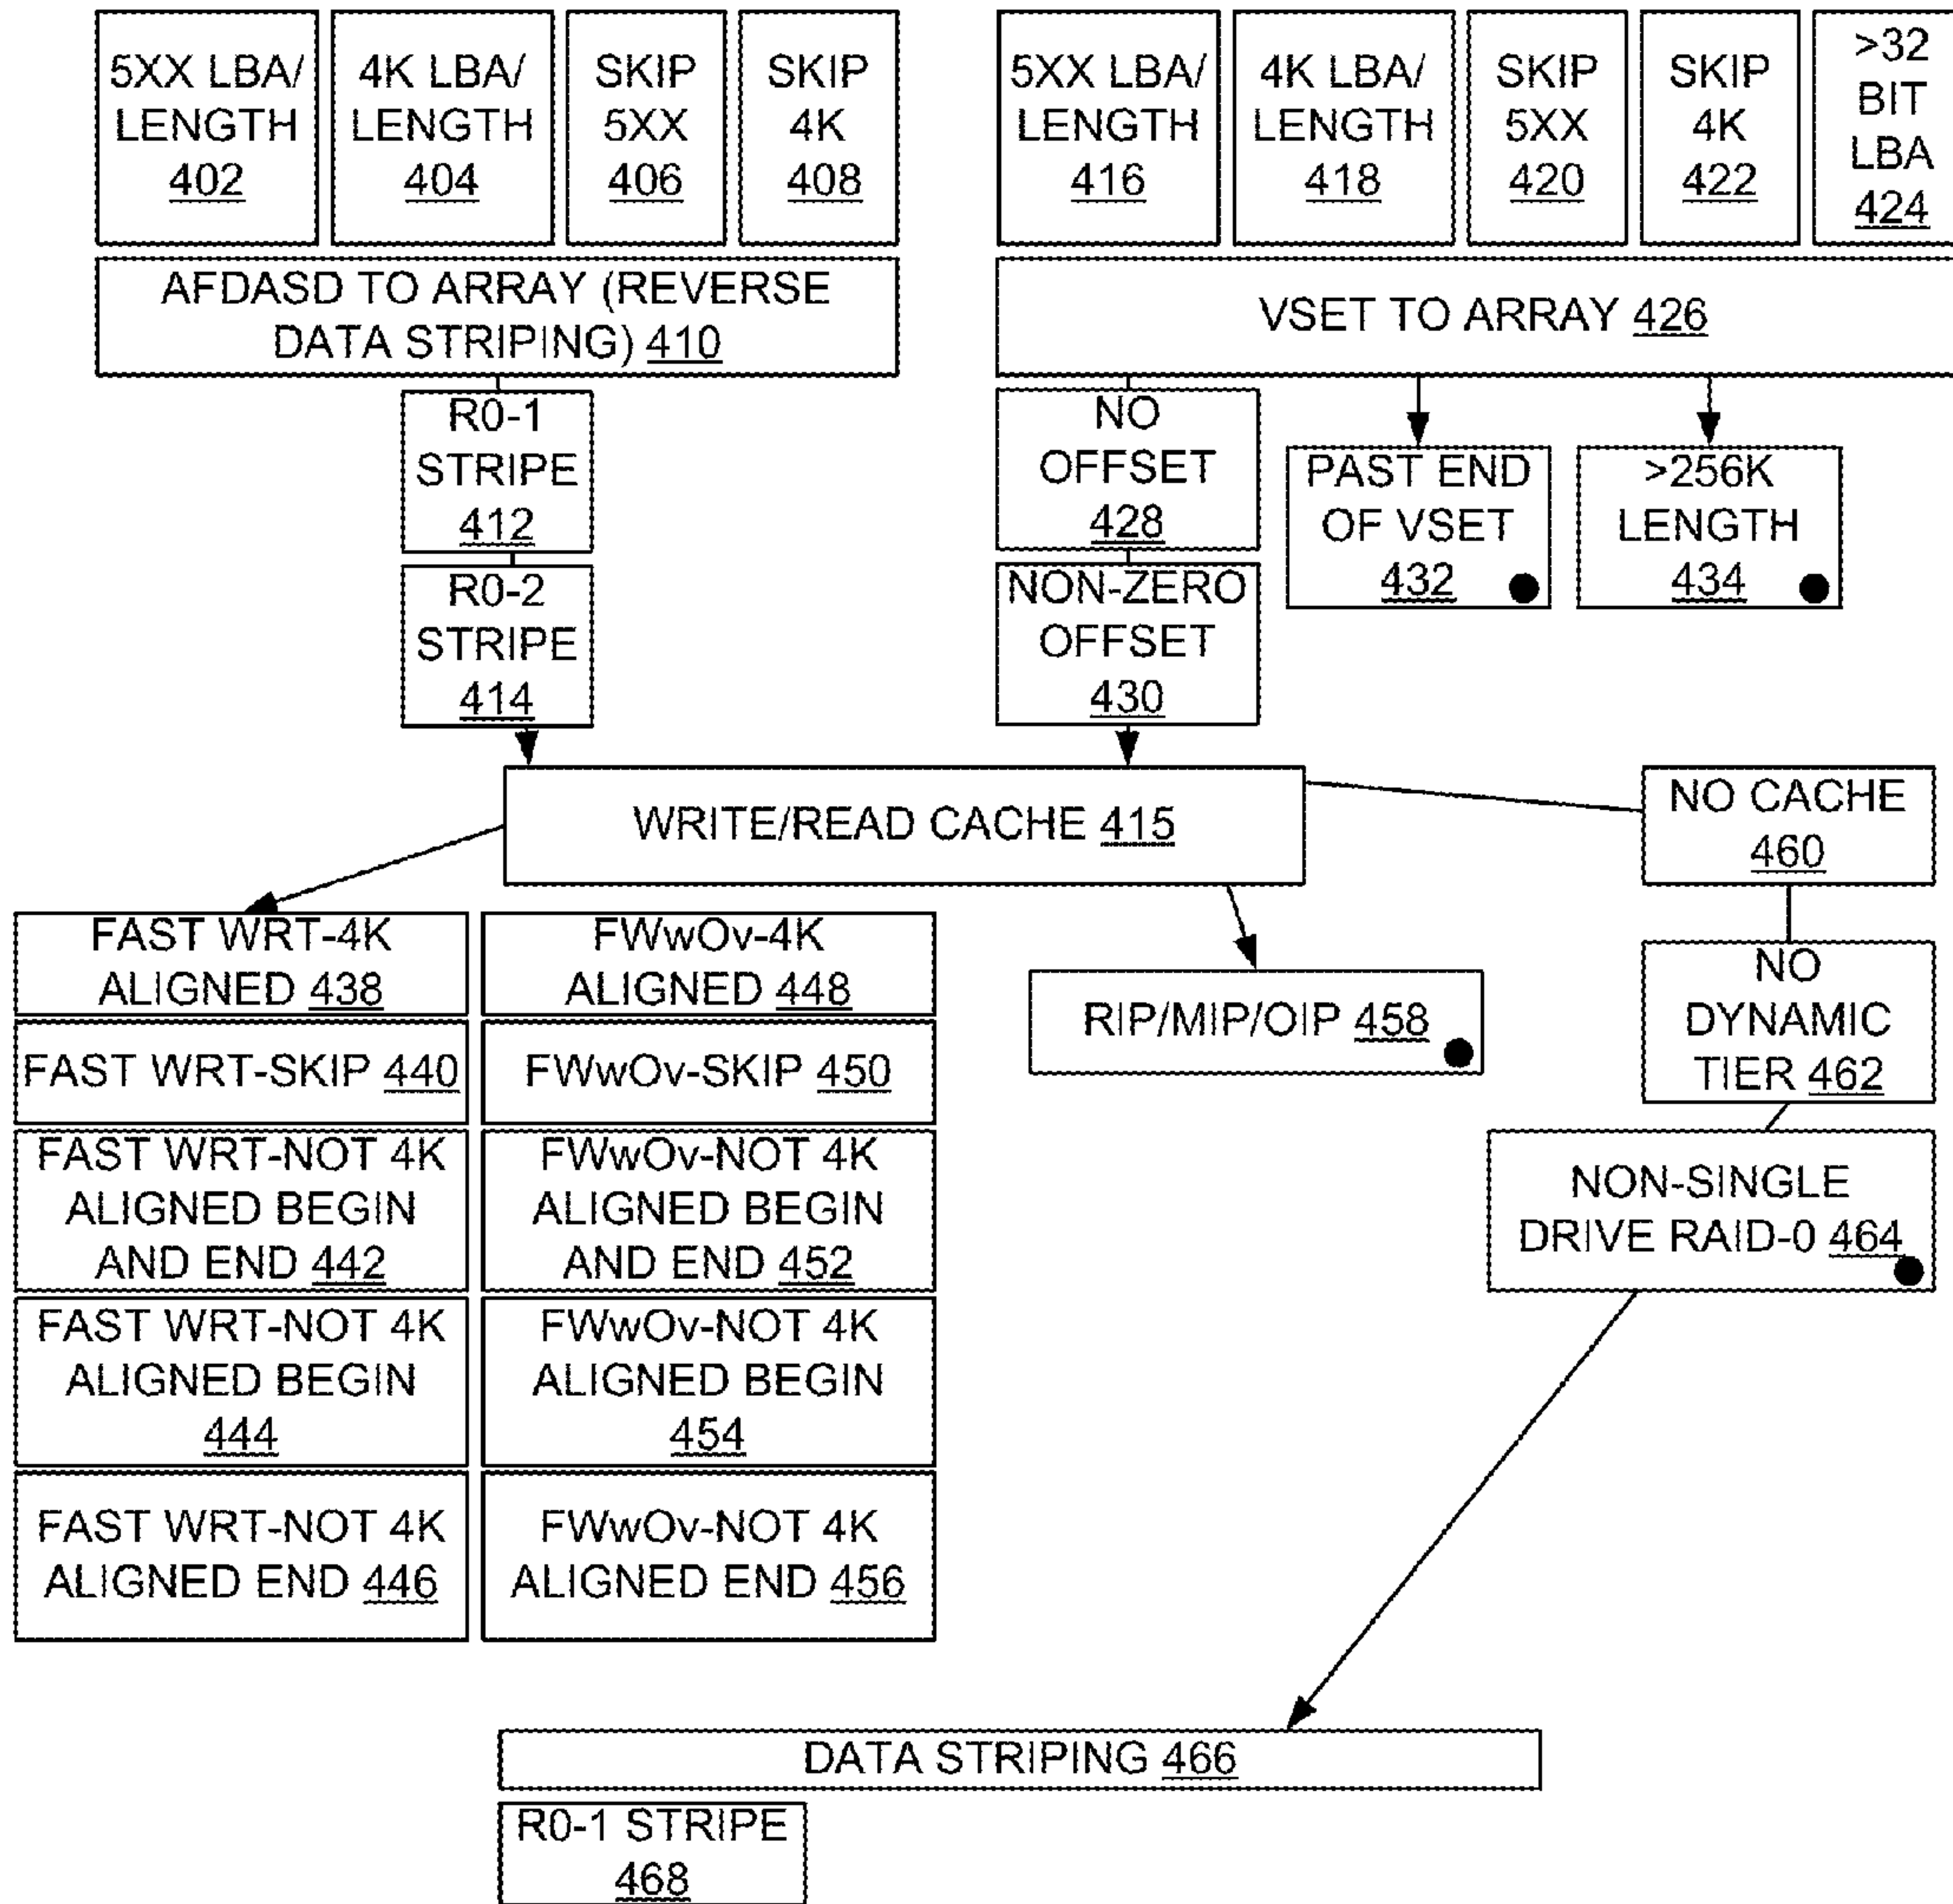 5XX LBA/
LENGTH
402
4K LBA/
LENGTH
404
SKIP
5XX
406
SKIP
4K
408
AFDASD TO ARRAY (REVERSE
DATA STRIPING) 410
R0-1
STRIPE
412
R0-2
STRIPE
414
5XX LBA/
LENGTH
416
4K LBA/
LENGTH
418
SKIP
5XX
420
SKIP
4K
422
>32
BIT
LBA
424
VSET TO ARRAY 426
NO
OFFSET
428
NON-ZERO
OFFSET
430
PAST END
OF VSET
432
>256K
LENGTH
434
WRITE/READ CACHE 415
NO CACHE
460
NO
DYNAMIC
TIER 462
NON-SINGLE
DRIVE RAID-0 464
RIP/MIP/OIP 458
FAST WRT-4K
ALIGNED 438
FAST WRT-SKIP 440
FAST WRT-NOT 4K
ALIGNED BEGIN
AND END 442
FAST WRT-NOT 4K
ALIGNED BEGIN
444
FAST WRT-NOT 4K
ALIGNED END 446
FWwOv-4K
ALIGNED 448
FWwOv-SKIP 450
FWwOv-NOT 4K
ALIGNED BEGIN
AND END 452
FWwOv-NOT 4K
ALIGNED BEGIN
454
FWwOv-NOT 4K
ALIGNED END 456
DATA STRIPING 466
R0-1 STRIPE
468